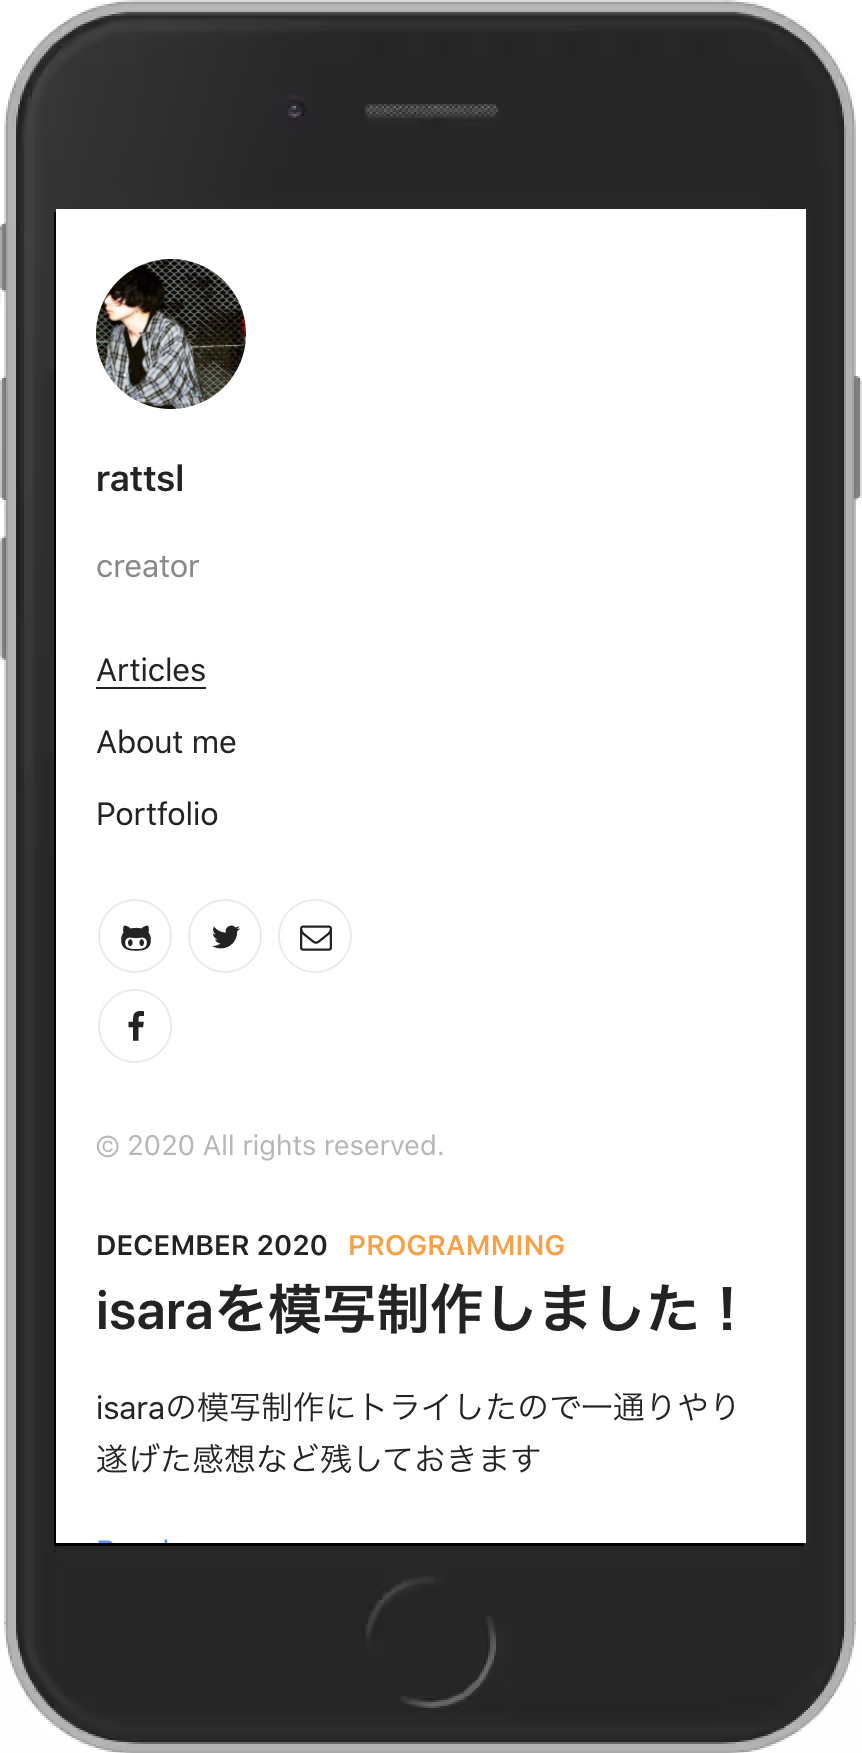 rattsl
creator
Articles
About me
Portfolio
© 2020 All rights reserved.
DECEMBER 2020 PROGRAMMING
isaraを模写制作しました！
isaraの模写制作にトライしたので一通りやり
遂げた感想など残しておきます